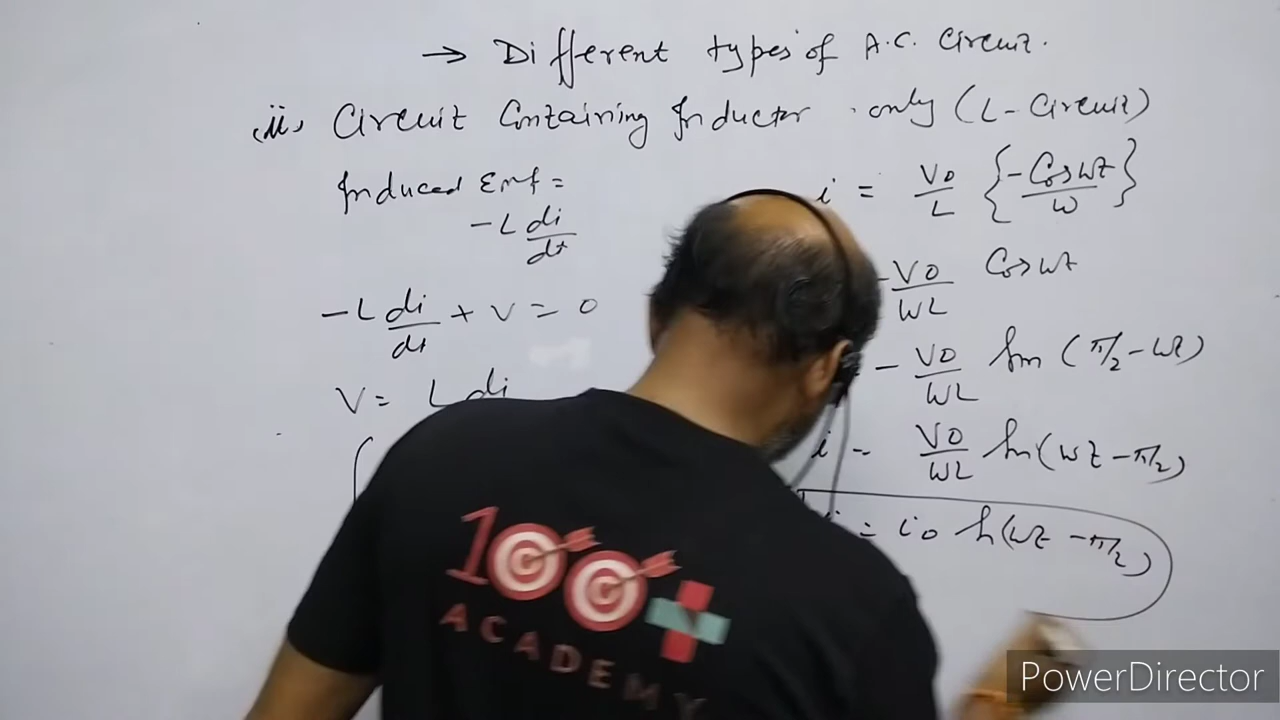 → Different types of A.C. Circuit.
(ii) Circuit Containing Inductor only (L-Circuit)
Induced Emf =
-L di/dt
-L di/dt + V = 0
V = L di
i = V0/L {-Cos wt/w}
-V0/WL Cos wt
- V0/WL Sin (π/2 - wt)
i = V0/WL Sin(wt - π/2)
i = i0 Sin(wt - π/2)
100+
ACADEMY
PowerDirector